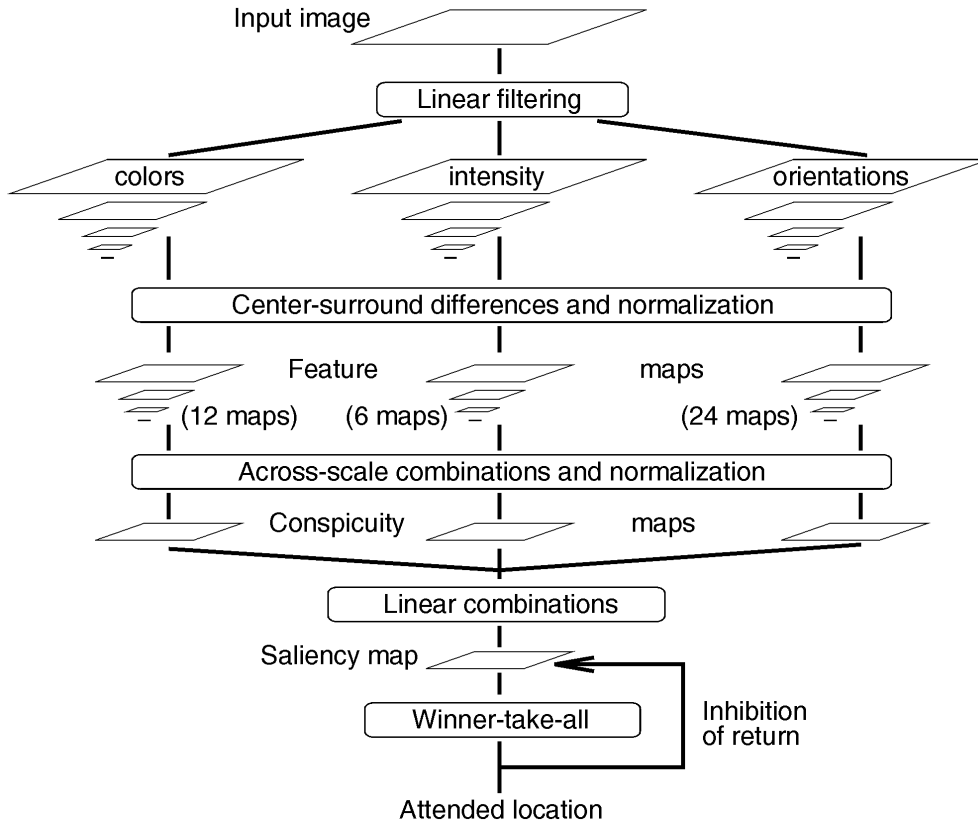 Input image
Linear filtering
colors intensity orientations
Center-surround differences and normalization
Feature maps
(12 maps) (6 maps) (24 maps)
Across-scale combinations and normalization
Conspicuity maps
Linear combinations
Saliency map
Winner-take-all
Inhibition
of return
Attended location